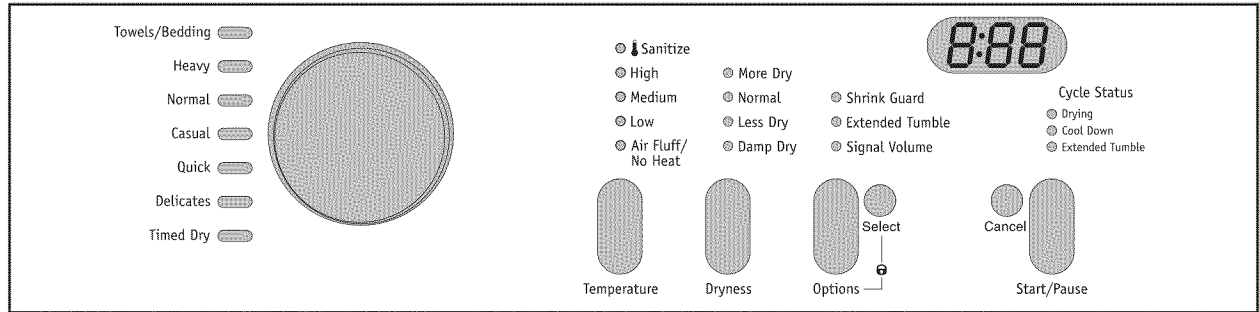 Towels/Bedding
Heavy
Normal
Casual
Quick
Delicates
Timed Dry
Sanitize
High
Medium
Low
Air Fluff/
No Heat
Temperature
More Dry
Normal
Less Dry
Damp Dry
Dryness
Shrink Guard
Extended Tumble
Signal Volume
Select
Options
8:88
Cycle Status
Drying
Cool Down
Extended Tumble
Cancel
Start/Pause